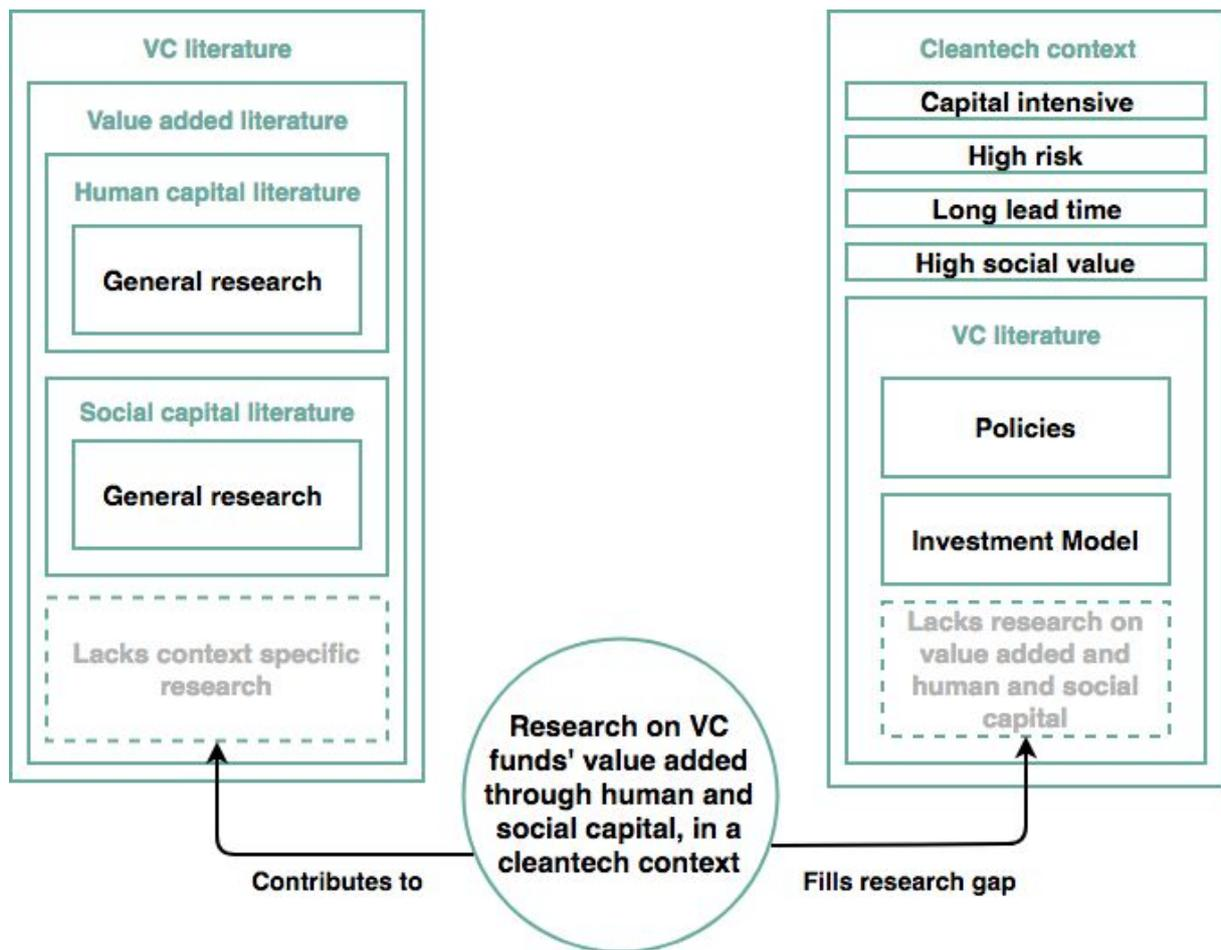 VC literature
Value added literature
Human capital literature
General research
Social capital literature
General research
Lacks context specific
research
Cleantech context
Capital intensive
High risk
Long lead time
High social value
VC literature
Policies
Investment Model
Lacks research on
value added and
human and social
capital
Research on VC
funds' value added
through human and
social capital, in a
cleantech context
Contributes to
Fills research gap